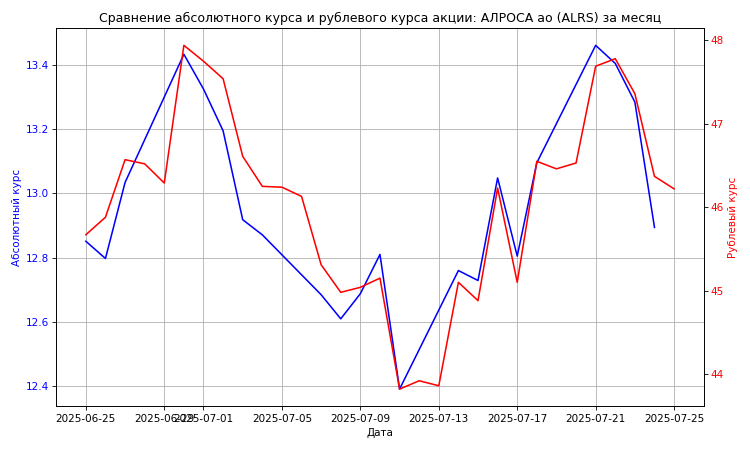 Сравнение абсолютного курса и рублевого курса акции: АЛРОСА ао (ALRS) за месяц
Абсолютный курс
13.4
13.2
13.0
12.8
12.6
12.4
48
47
46
45
44
Рублевый курс
2025-06-25 2025-06-29 2025-07-01 2025-07-05 2025-07-09 2025-07-13 2025-07-17 2025-07-21 2025-07-25
Дата